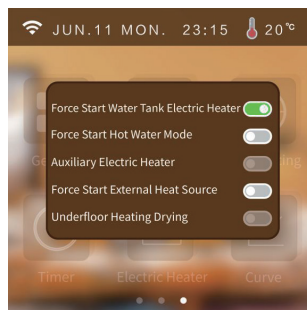 JUN.11 MON. 23:15 20℃
Force Start Water Tank Electric Heater
Force Start Hot Water Mode
Auxiliary Electric Heater
Force Start External Heat Source
Underfloor Heating Drying
Timer Electric Heater Curve